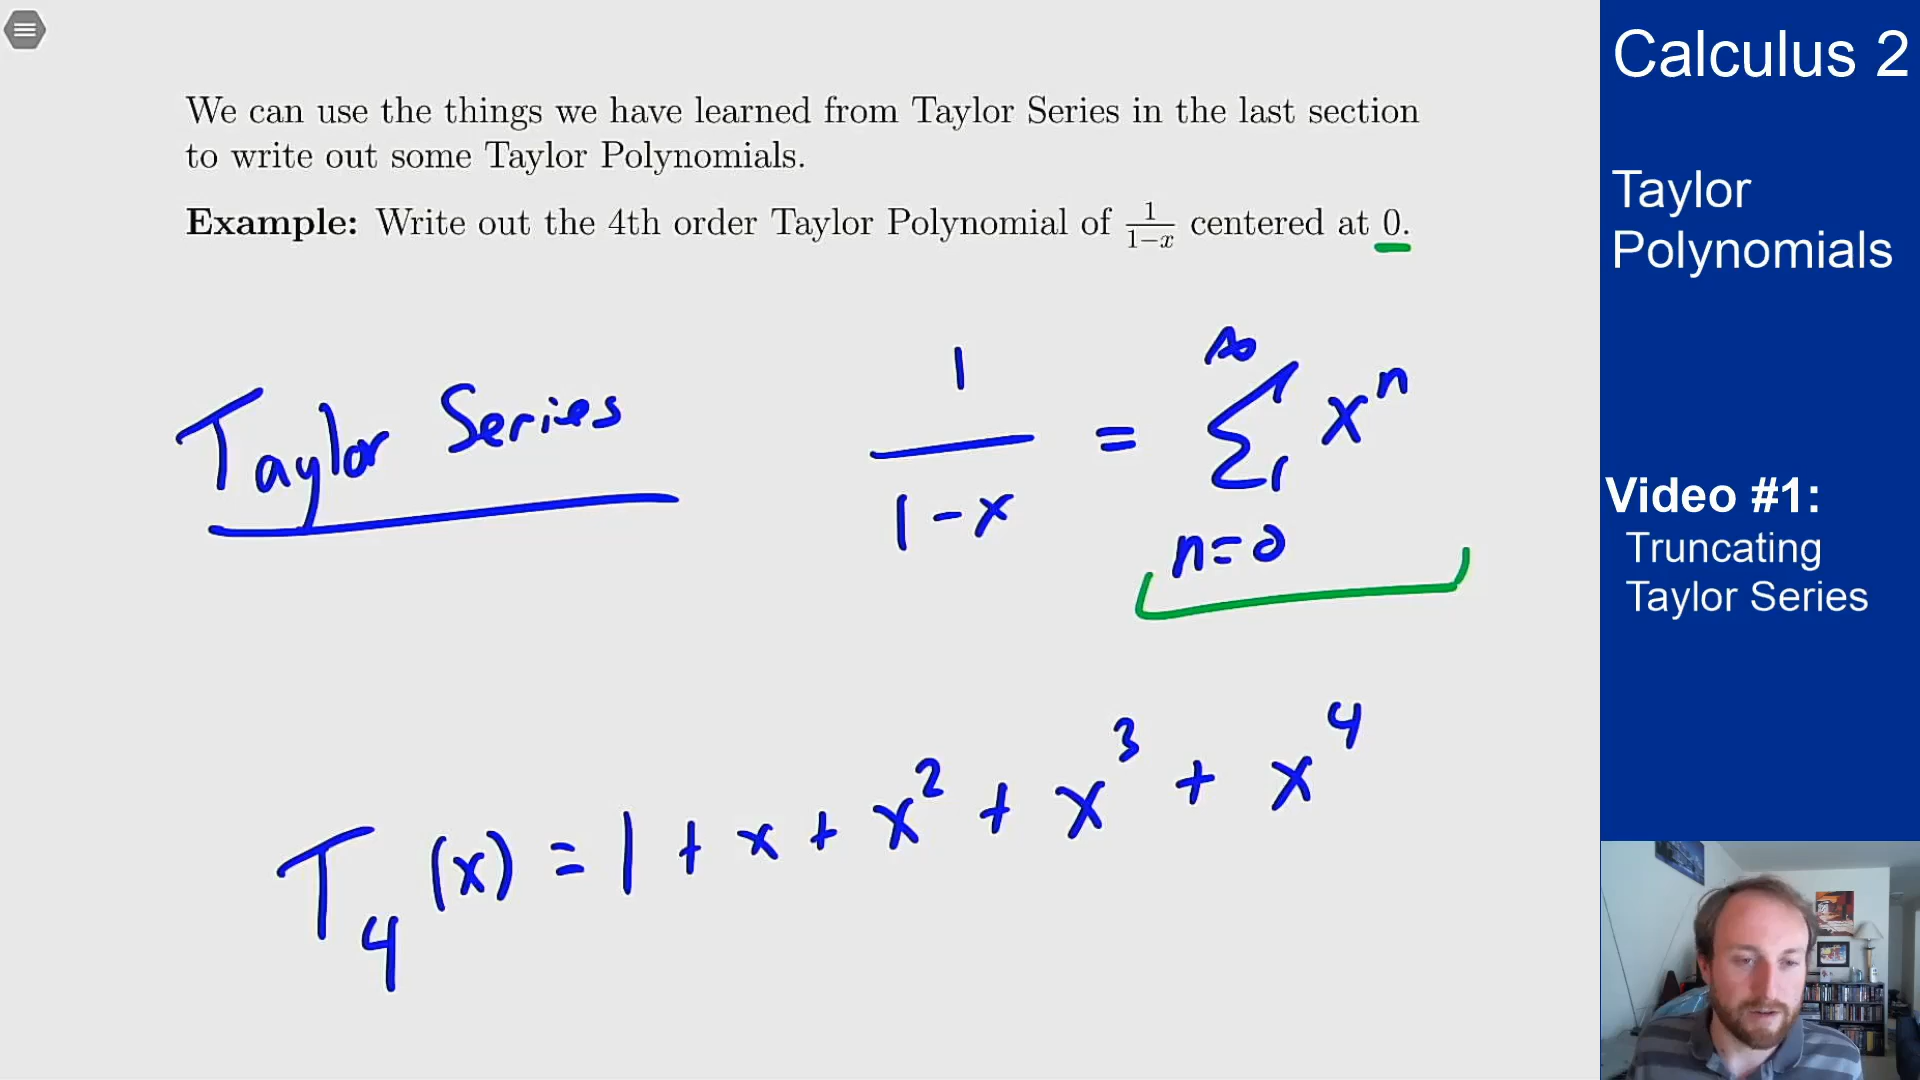 We can use the things we have learned from Taylor Series in the last section
to write out some Taylor Polynomials.
Example: Write out the 4th order Taylor Polynomial of 1/(1−x) centered at 0.
Taylor Series
1/(1-x) = ∑_{n=0}^{∞} x^n
T_4(x) = 1 + x + x^2 + x^3 + x^4
Calculus 2
Taylor
Polynomials
Video #1:
Truncating
Taylor Series